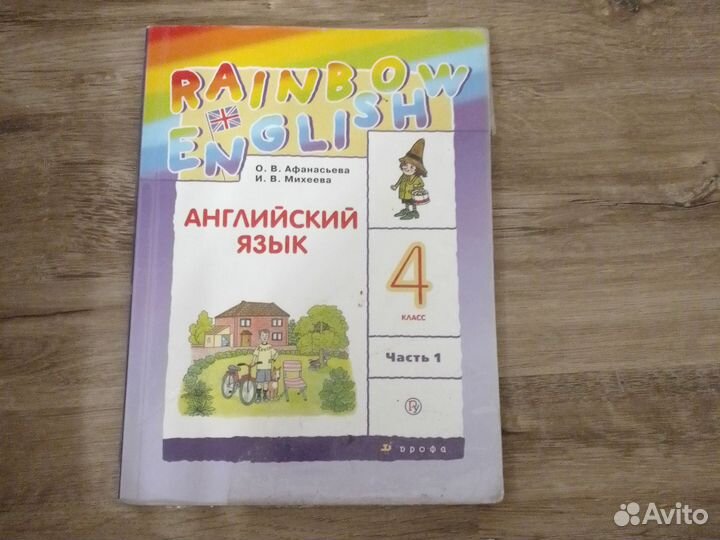 RAINBOW
ENGLISH
О. В. Афанасьева
И. В. Михеева
АНГЛИЙСКИЙ
ЯЗЫК
4
КЛАСС
Часть 1
дрофа
Avito